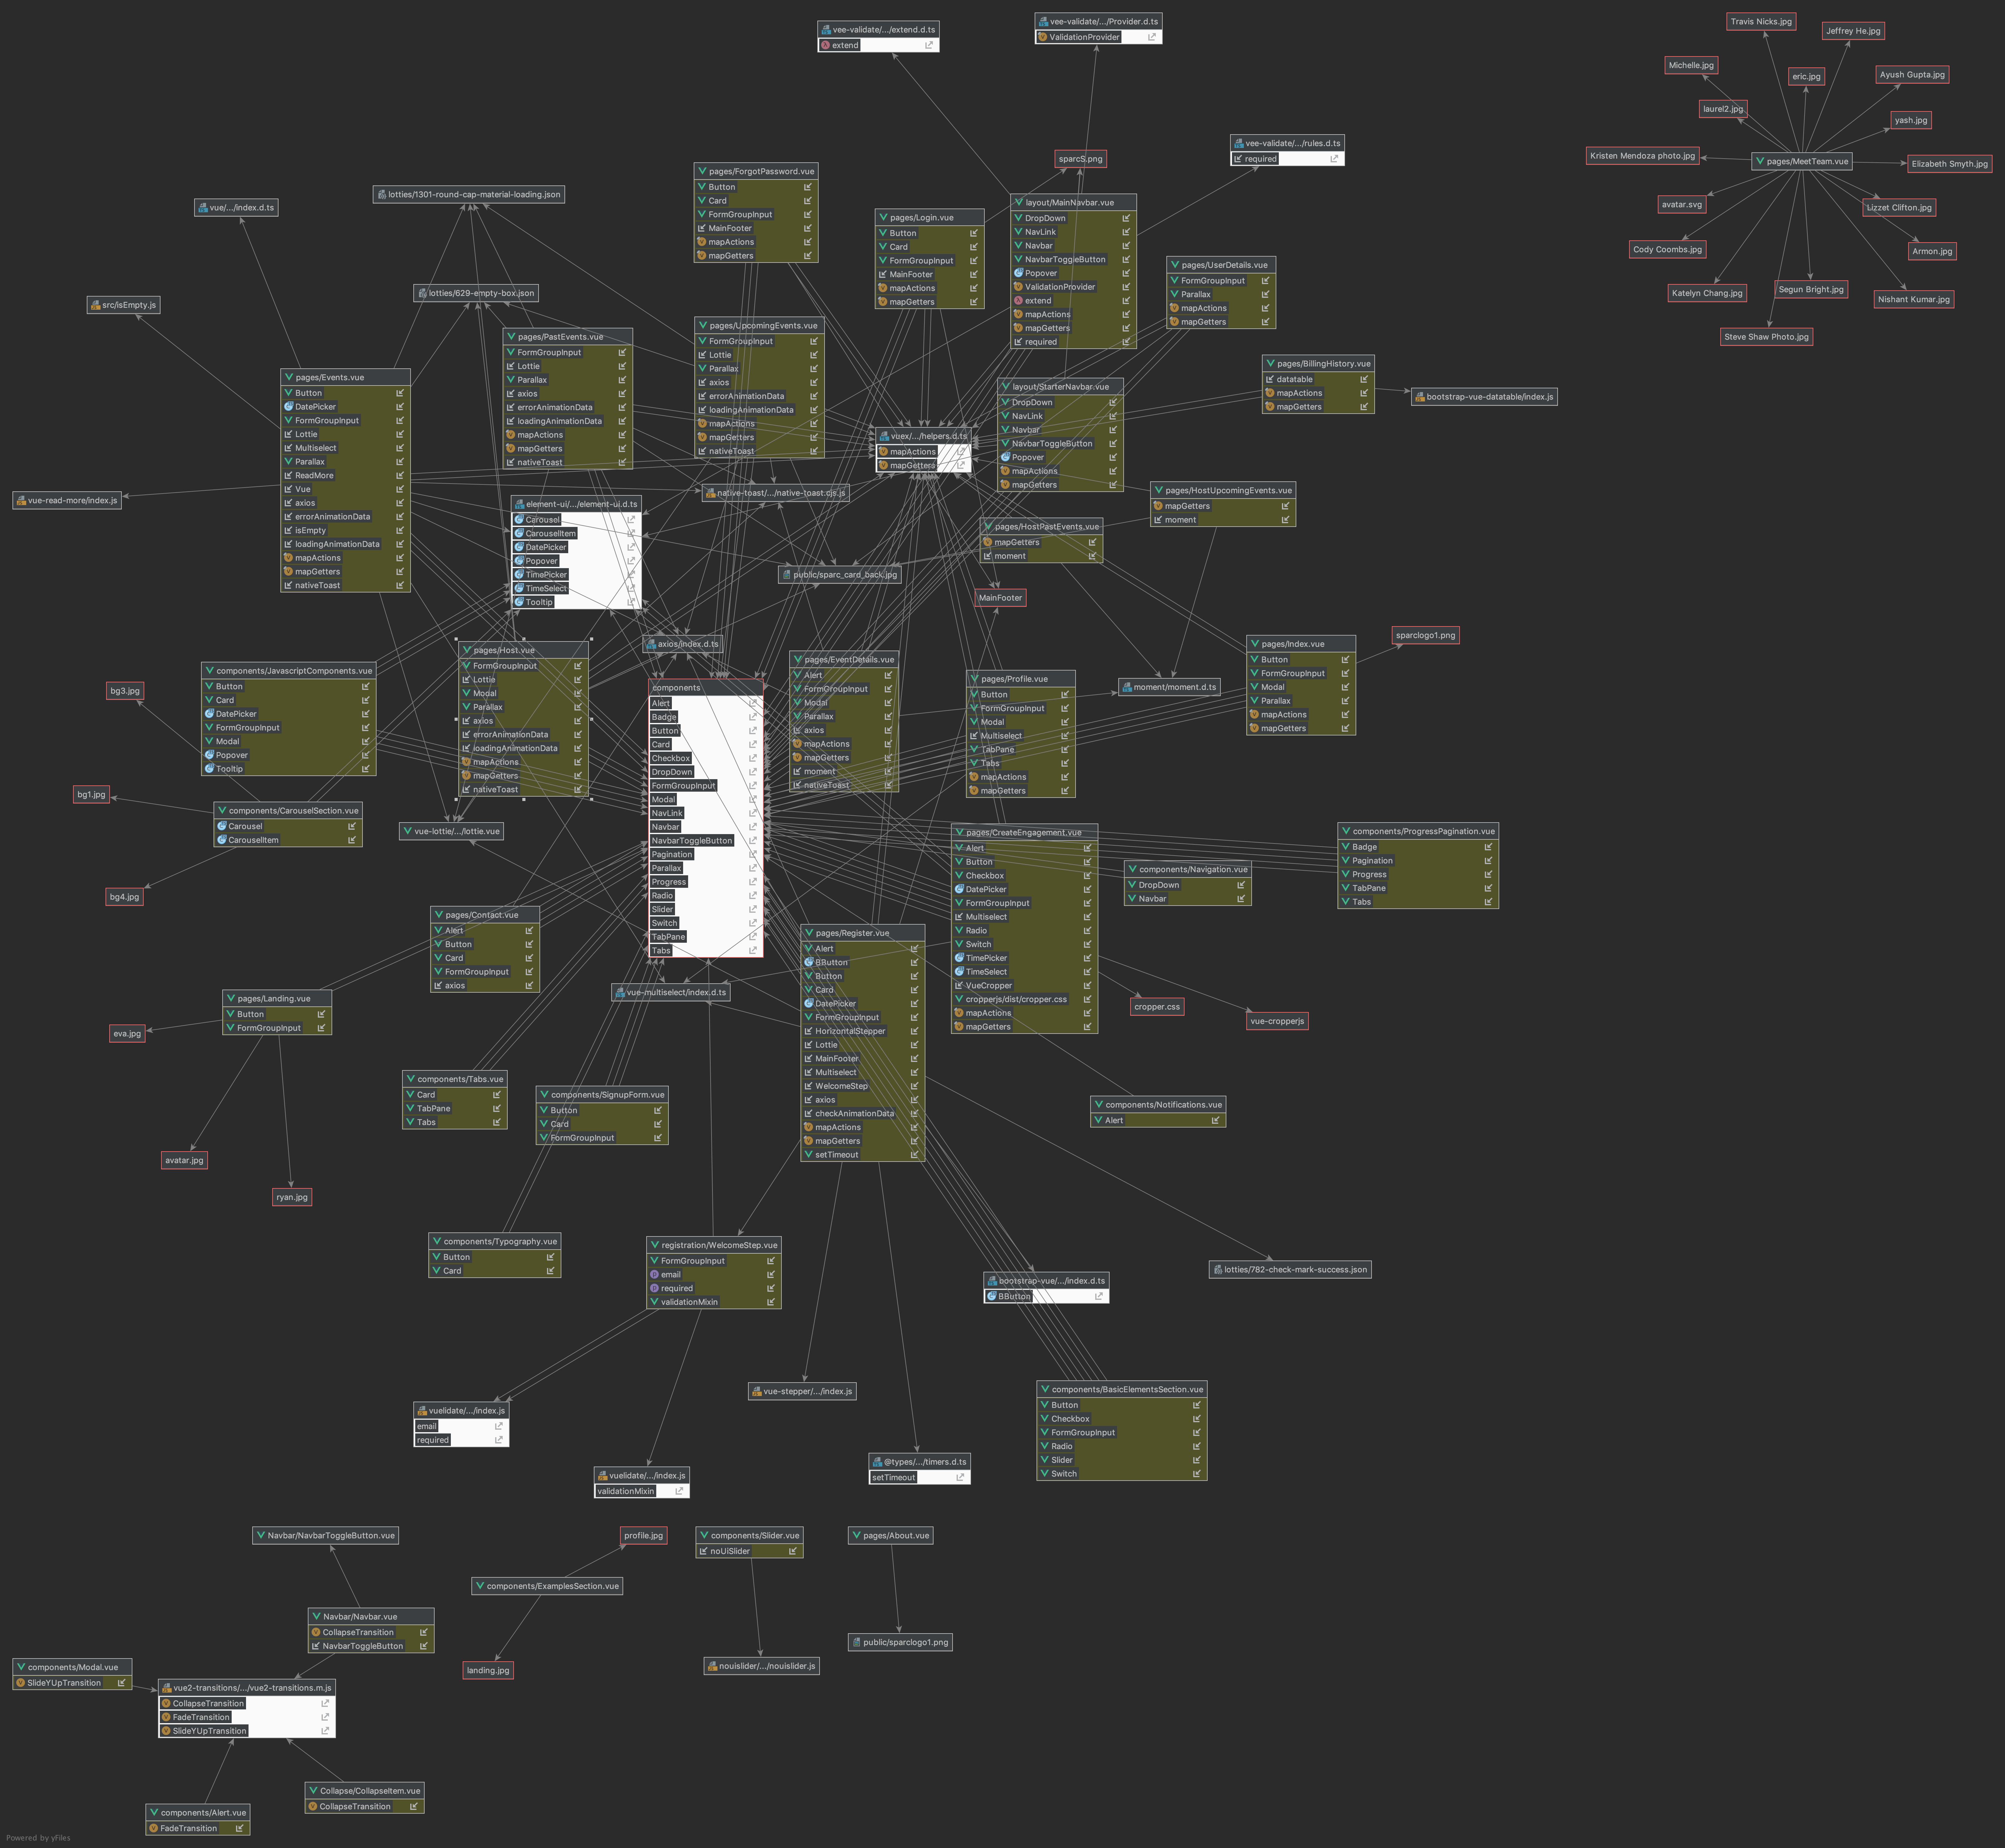 vee-validate/.../extend.d.ts
extend
vee-validate/.../Provider.d.ts
ValidationProvider
Travis Nicks.jpg
Jeffrey He.jpg
Michelle.jpg
eric.jpg
Ayush Gupta.jpg
laurel2.jpg
yash.jpg
Kristen Mendoza photo.jpg
pages/MeetTeam.vue
Elizabeth Smyth.jpg
avatar.svg
Lizzet Clifton.jpg
Cody Coombs.jpg
Armon.jpg
Katelyn Chang.jpg
Segun Bright.jpg
Nishant Kumar.jpg
Steve Shaw Photo.jpg
vee-validate/.../rules.d.ts
required
sparcS.png
pages/ForgotPassword.vue
Button
Card
FormGroupInput
MainFooter
mapActions
mapGetters
lotties/1301-round-cap-material-loading.json
vue/.../index.d.ts
pages/Login.vue
Button
Card
FormGroupInput
MainFooter
mapActions
mapGetters
layout/MainNavbar.vue
DropDown
NavLink
Navbar
NavbarToggleButton
Popover
ValidationProvider
extend
mapActions
mapGetters
required
pages/UserDetails.vue
FormGroupInput
Parallax
mapActions
mapGetters
lotties/629-empty-box.json
src/isEmpty.js
pages/PastEvents.vue
FormGroupInput
Lottie
Parallax
axios
errorAnimationData
loadingAnimationData
mapActions
mapGetters
nativeToast
pages/UpcomingEvents.vue
FormGroupInput
Lottie
Parallax
axios
errorAnimationData
loadingAnimationData
mapActions
mapGetters
nativeToast
pages/Events.vue
Button
DatePicker
FormGroupInput
Lottie
Multiselect
Parallax
ReadMore
Vue
axios
errorAnimationData
isEmpty
loadingAnimationData
mapActions
mapGetters
nativeToast
layout/StarterNavbar.vue
DropDown
NavLink
Navbar
NavbarToggleButton
Popover
mapActions
mapGetters
pages/BillingHistory.vue
datatable
mapActions
mapGetters
bootstrap-vue-datatable/index.js
vuex/.../helpers.d.ts
mapActions
mapGetters
vue-read-more/index.js
native-toast/.../native-toast.cjs.js
element-ui/.../element-ui.d.ts
Carousel
CarouselItem
DatePicker
Popover
TimePicker
TimeSelect
Tooltip
pages/HostUpcomingEvents.vue
mapGetters
moment
pages/HostPastEvents.vue
mapGetters
moment
public/sparc_card_back.jpg
MainFooter
axios/index.d.ts
sparclogo1.png
pages/Index.vue
Button
FormGroupInput
Modal
Parallax
mapActions
mapGetters
pages/Host.vue
FormGroupInput
Lottie
Modal
Parallax
axios
errorAnimationData
loadingAnimationData
mapActions
mapGetters
nativeToast
components/JavascriptComponents.vue
Button
Card
DatePicker
FormGroupInput
Modal
Popover
Tooltip
bg3.jpg
components
Alert
Badge
Button
Card
Checkbox
DropDown
FormGroupInput
Modal
NavLink
Navbar
NavbarToggleButton
Pagination
Parallax
Progress
Radio
Slider
Switch
TabPane
Tabs
pages/EventDetails.vue
Alert
FormGroupInput
Modal
Parallax
axios
mapActions
mapGetters
moment
nativeToast
pages/Profile.vue
Button
FormGroupInput
Modal
Multiselect
TabPane
Tabs
mapActions
mapGetters
moment/moment.d.ts
bg1.jpg
components/CarouselSection.vue
Carousel
CarouselItem
vue-lottie/.../lottie.vue
bg4.jpg
pages/CreateEngagement.vue
Alert
Button
Checkbox
DatePicker
FormGroupInput
Multiselect
Radio
Switch
TimePicker
TimeSelect
VueCropper
cropperjs/dist/cropper.css
mapActions
mapGetters
components/Navigation.vue
DropDown
Navbar
components/ProgressPagination.vue
Badge
Pagination
Progress
TabPane
Tabs
pages/Contact.vue
Alert
Button
Card
FormGroupInput
axios
pages/Register.vue
Alert
BButton
Button
Card
DatePicker
FormGroupInput
HorizontalStepper
Lottie
MainFooter
Multiselect
WelcomeStep
axios
checkAnimationData
mapActions
mapGetters
setTimeout
vue-multiselect/index.d.ts
pages/Landing.vue
Button
FormGroupInput
eva.jpg
cropper.css
vue-cropperjs
components/Tabs.vue
Card
TabPane
Tabs
components/SignupForm.vue
Button
Card
FormGroupInput
components/Notifications.vue
Alert
avatar.jpg
ryan.jpg
components/Typography.vue
Button
Card
registration/WelcomeStep.vue
FormGroupInput
email
required
validationMixin
bootstrap-vue/.../index.d.ts
BButton
lotties/782-check-mark-success.json
vue-stepper/.../index.js
components/BasicElementsSection.vue
Button
Checkbox
FormGroupInput
Radio
Slider
Switch
vuelidate/.../index.js
email
required
vuelidate/.../index.js
validationMixin
@types/.../timers.d.ts
setTimeout
Navbar/NavbarToggleButton.vue
profile.jpg
components/Slider.vue
noUiSlider
pages/About.vue
components/ExamplesSection.vue
Navbar/Navbar.vue
CollapseTransition
NavbarToggleButton
public/sparclogo1.png
landing.jpg
nouislider/.../nouislider.js
components/Modal.vue
SlideYUpTransition
vue2-transitions/.../vue2-transitions.m.js
CollapseTransition
FadeTransition
SlideYUpTransition
Collapse/CollapseItem.vue
CollapseTransition
components/Alert.vue
FadeTransition
Powered by yFiles